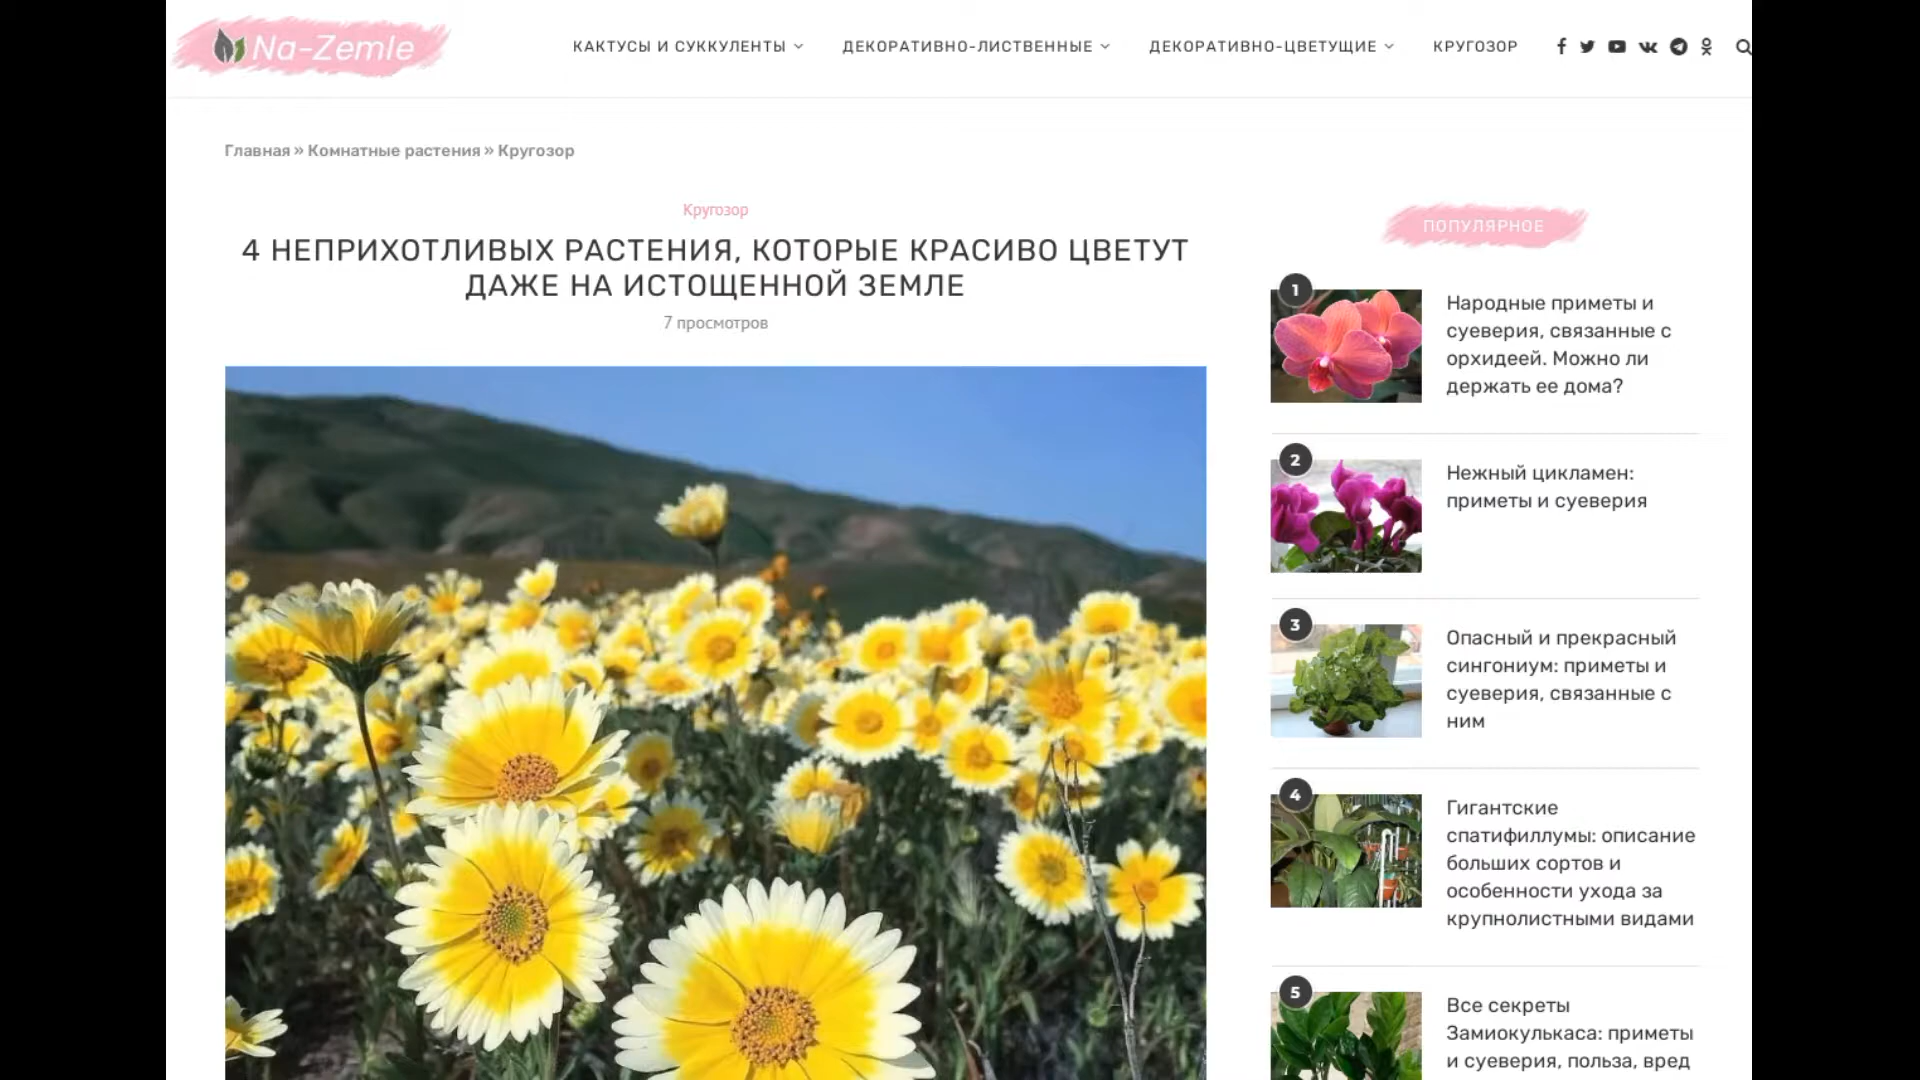 Na-Zemle
КАКТУСЫ И СУККУЛЕНТЫ
ДЕКОРАТИВНО-ЛИСТВЕННЫЕ
ДЕКОРАТИВНО-ЦВЕТУЩИЕ
КРУГОЗОР
Главная » Комнатные растения » Кругозор
Кругозор
4 НЕПРИХОТЛИВЫХ РАСТЕНИЯ, КОТОРЫЕ КРАСИВО ЦВЕТУТ
ДАЖЕ НА ИСТОЩЕННОЙ ЗЕМЛЕ
7 просмотров
ПОПУЛЯРНОЕ
1
Народные приметы и
суеверия, связанные с
орхидеей. Можно ли
держать ее дома?
2
Нежный цикламен:
приметы и суеверия
3
Опасный и прекрасный
сингониум: приметы и
суеверия, связанные с
ним
4
Гигантские
спатифиллумы: описание
больших сортов и
особенности ухода за
крупнолистными видами
5
Все секреты
Замиокулькаса: приметы
и суеверия, польза, вред